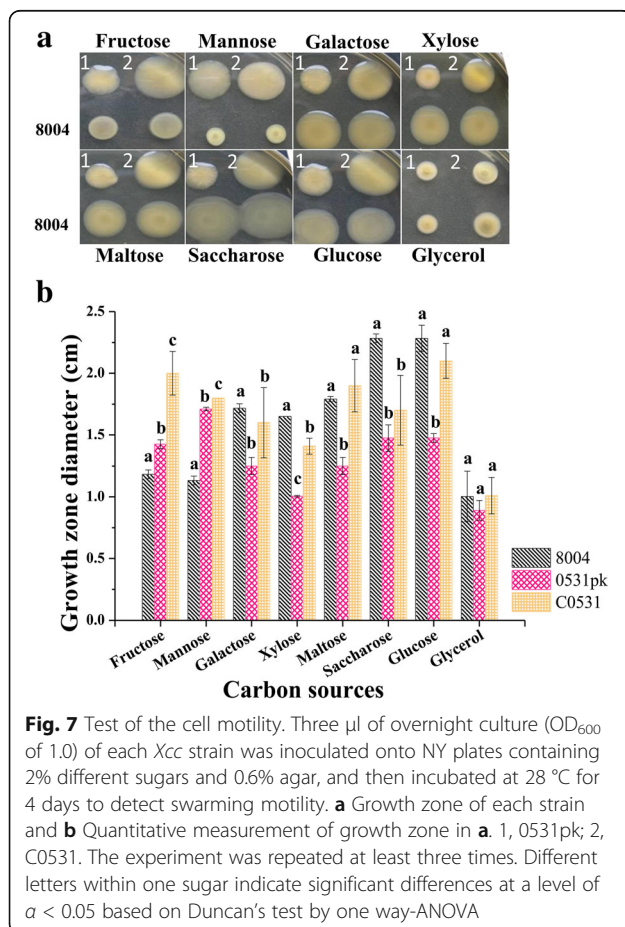 a
Fructose Mannose Galactose Xylose
1 2 1 2 1 2 1 2
8004
1 2 1 2 1 2 1 2
8004
Maltose Saccharose Glucose Glycerol
b
Growth zone diameter (cm)
2.5
2.0
1.5
1.0
0.5
0.0
a b c
a b c
a b b
a c b
a b a
a b b
a b a
a a a
8004
0531pk
C0531
Fructose Mannose Galactose Xylose Maltose Saccharose Glucose Glycerol
Carbon sources
Fig. 7 Test of the cell motility. Three µl of overnight culture (OD600
of 1.0) of each Xcc strain was inoculated onto NY plates containing
2% different sugars and 0.6% agar, and then incubated at 28 °C for
4 days to detect swarming motility. a Growth zone of each strain
and b Quantitative measurement of growth zone in a. 1, 0531pk; 2,
C0531. The experiment was repeated at least three times. Different
letters within one sugar indicate significant differences at a level of
α < 0.05 based on Duncan's test by one way-ANOVA